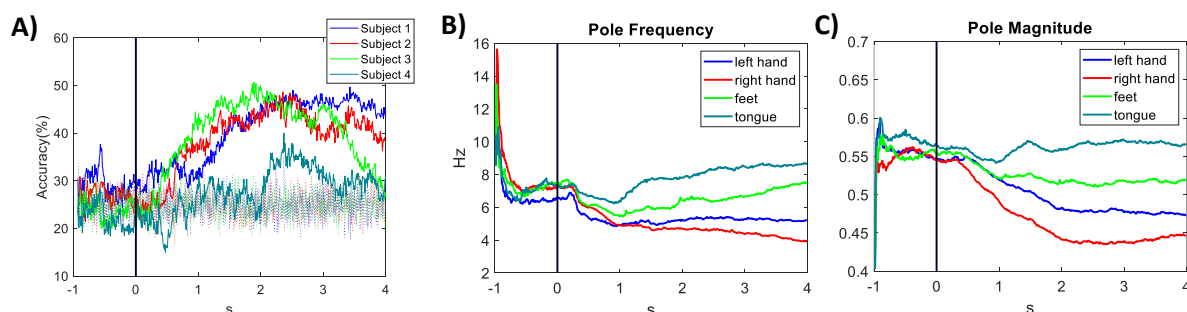 A)
Accuracy(%)
60
50
40
30
20
10
-1
0
1
2
3
4
s
Subject 1
Subject 2
Subject 3
Subject 4
B)
Pole Frequency
Hz
16
14
12
10
8
6
4
2
-1
0
1
2
3
4
s
left hand
right hand
feet
tongue
C)
Pole Magnitude
0.7
0.65
0.6
0.55
0.5
0.45
0.4
-1
0
1
2
3
4
s
left hand
right hand
feet
tongue